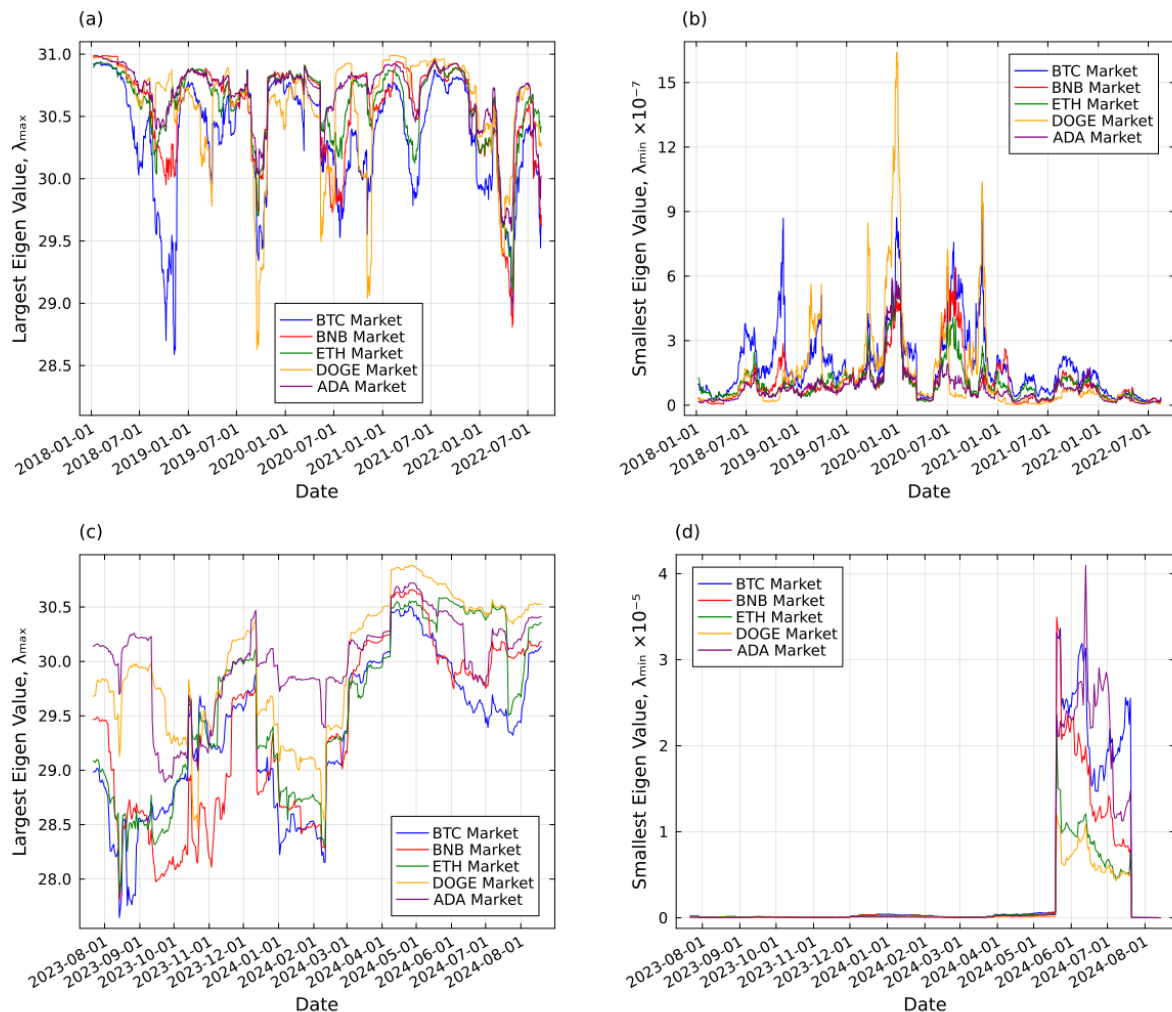 (a)
Largest Eigen Value, λmax
31.0
30.5
30.0
29.5
29.0
28.5
BTC Market
BNB Market
ETH Market
DOGE Market
ADA Market
2018-01-01
2018-07-01
2019-01-01
2019-07-01
2020-01-01
2020-07-01
2021-01-01
2021-07-01
2022-01-01
2022-07-01
Date
(b)
Smallest Eigen Value, λmin ×10⁻⁷
15
12
9
6
3
0
BTC Market
BNB Market
ETH Market
DOGE Market
ADA Market
2018-01-01
2018-07-01
2019-01-01
2019-07-01
2020-01-01
2020-07-01
2021-01-01
2021-07-01
2022-01-01
2022-07-01
Date
(c)
Largest Eigen Value, λmax
30.5
30.0
29.5
29.0
28.5
28.0
BTC Market
BNB Market
ETH Market
DOGE Market
ADA Market
2023-08-01
2023-09-01
2023-10-01
2023-11-01
2023-12-01
2024-01-01
2024-02-01
2024-03-01
2024-04-01
2024-05-01
2024-06-01
2024-07-01
2024-08-01
Date
(d)
Smallest Eigen Value, λmin ×10⁻⁵
4
3
2
1
0
BTC Market
BNB Market
ETH Market
DOGE Market
ADA Market
2023-08-01
2023-09-01
2023-10-01
2023-11-01
2023-12-01
2024-01-01
2024-02-01
2024-03-01
2024-04-01
2024-05-01
2024-06-01
2024-07-01
2024-08-01
Date